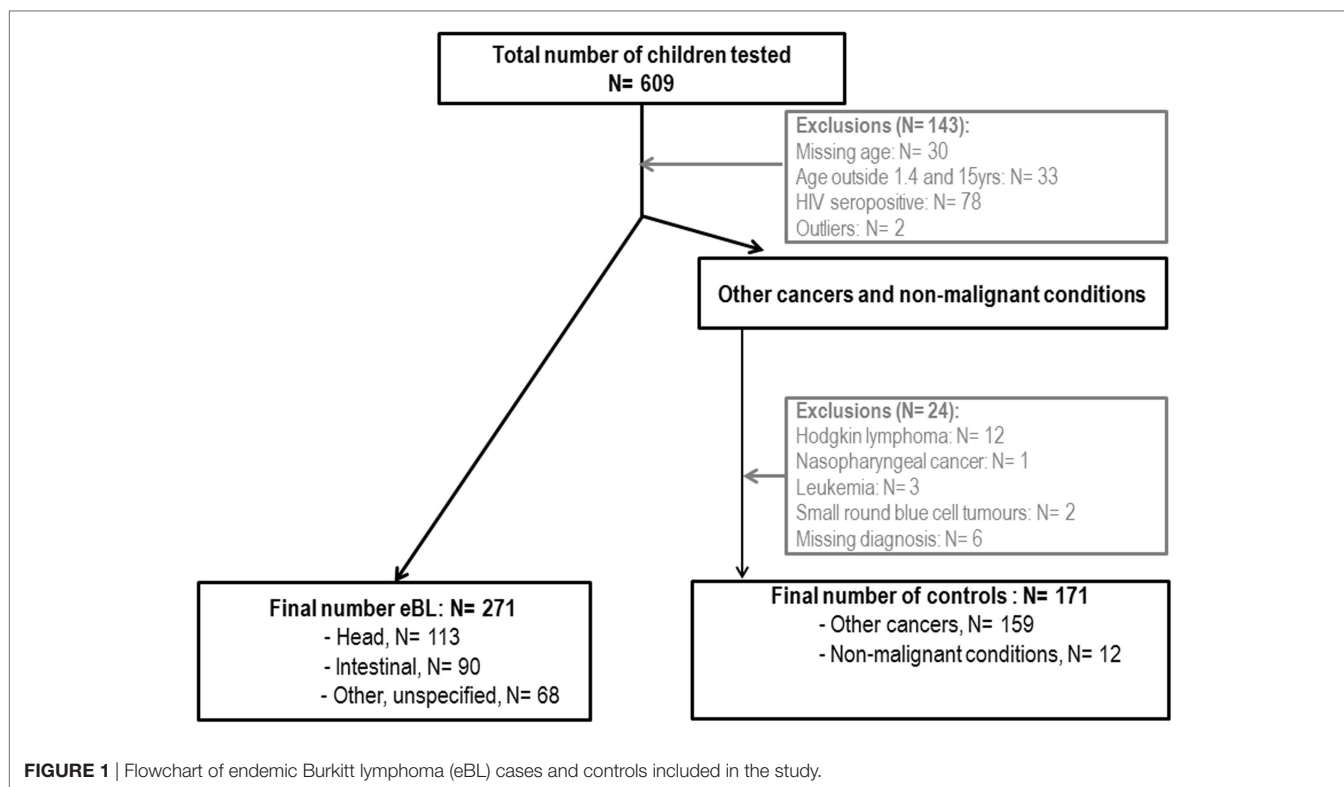 Total number of children tested
N= 609
Exclusions (N= 143):
Missing age: N= 30
Age outside 1.4 and 15yrs: N= 33
HIV seropositive: N= 78
Outliers: N= 2
Other cancers and non-malignant conditions
Exclusions (N= 24):
Hodgkin lymphoma: N= 12
Nasopharyngeal cancer: N= 1
Leukemia: N= 3
Small round blue cell tumours: N= 2
Missing diagnosis: N= 6
Final number eBL: N= 271
- Head, N= 113
- Intestinal, N= 90
- Other, unspecified, N= 68
Final number of controls : N= 171
- Other cancers, N= 159
- Non-malignant conditions, N= 12
FIGURE 1 | Flowchart of endemic Burkitt lymphoma (eBL) cases and controls included in the study.